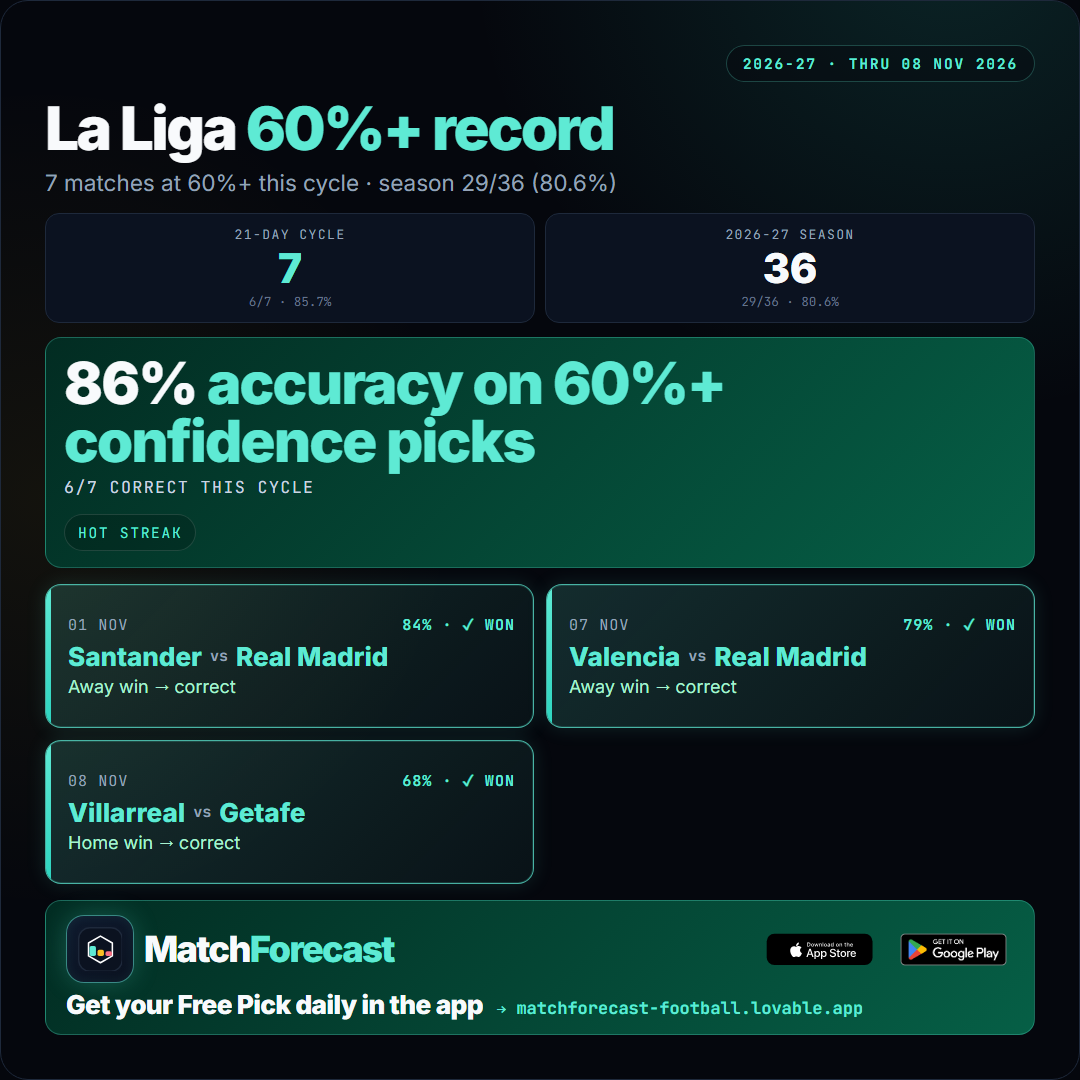 2026-27 · THRU 08 NOV 2026
La Liga 60%+ record
7 matches at 60%+ this cycle · season 29/36 (80.6%)
21-DAY CYCLE
7
6/7 · 85.7%
2026-27 SEASON
36
29/36 · 80.6%
86% accuracy on 60%+
confidence picks
6/7 CORRECT THIS CYCLE
HOT STREAK
01 NOV
84% · ✓ WON
Santander vs Real Madrid
Away win → correct
07 NOV
79% · ✓ WON
Valencia vs Real Madrid
Away win → correct
08 NOV
68% · ✓ WON
Villarreal vs Getafe
Home win → correct
MatchForecast
Download on the
App Store
GET IT ON
Google Play
Get your Free Pick daily in the app → matchforecast-football.lovable.app